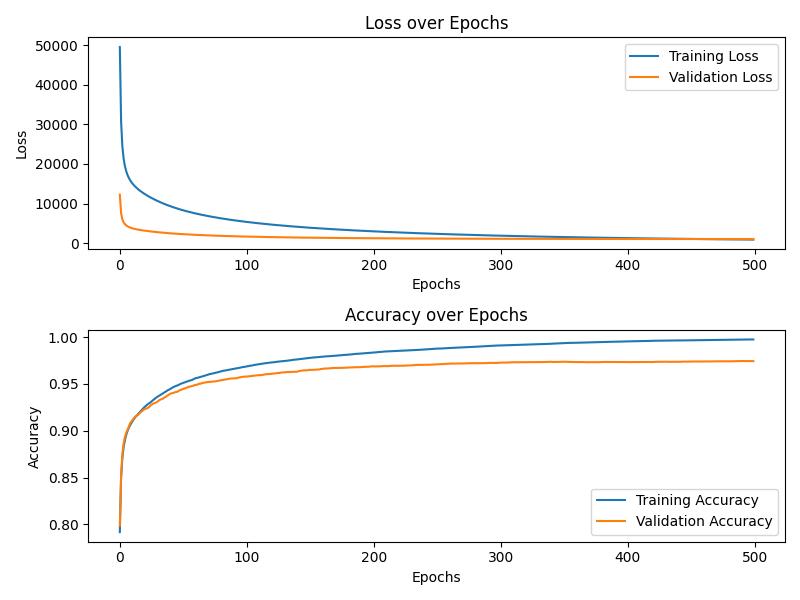 Loss over Epochs
50000
40000
30000
20000
10000
0
Loss
Training Loss
Validation Loss
0 100 200 300 400 500
Epochs
Accuracy over Epochs
1.00
0.95
0.90
0.85
0.80
Accuracy
Training Accuracy
Validation Accuracy
0 100 200 300 400 500
Epochs